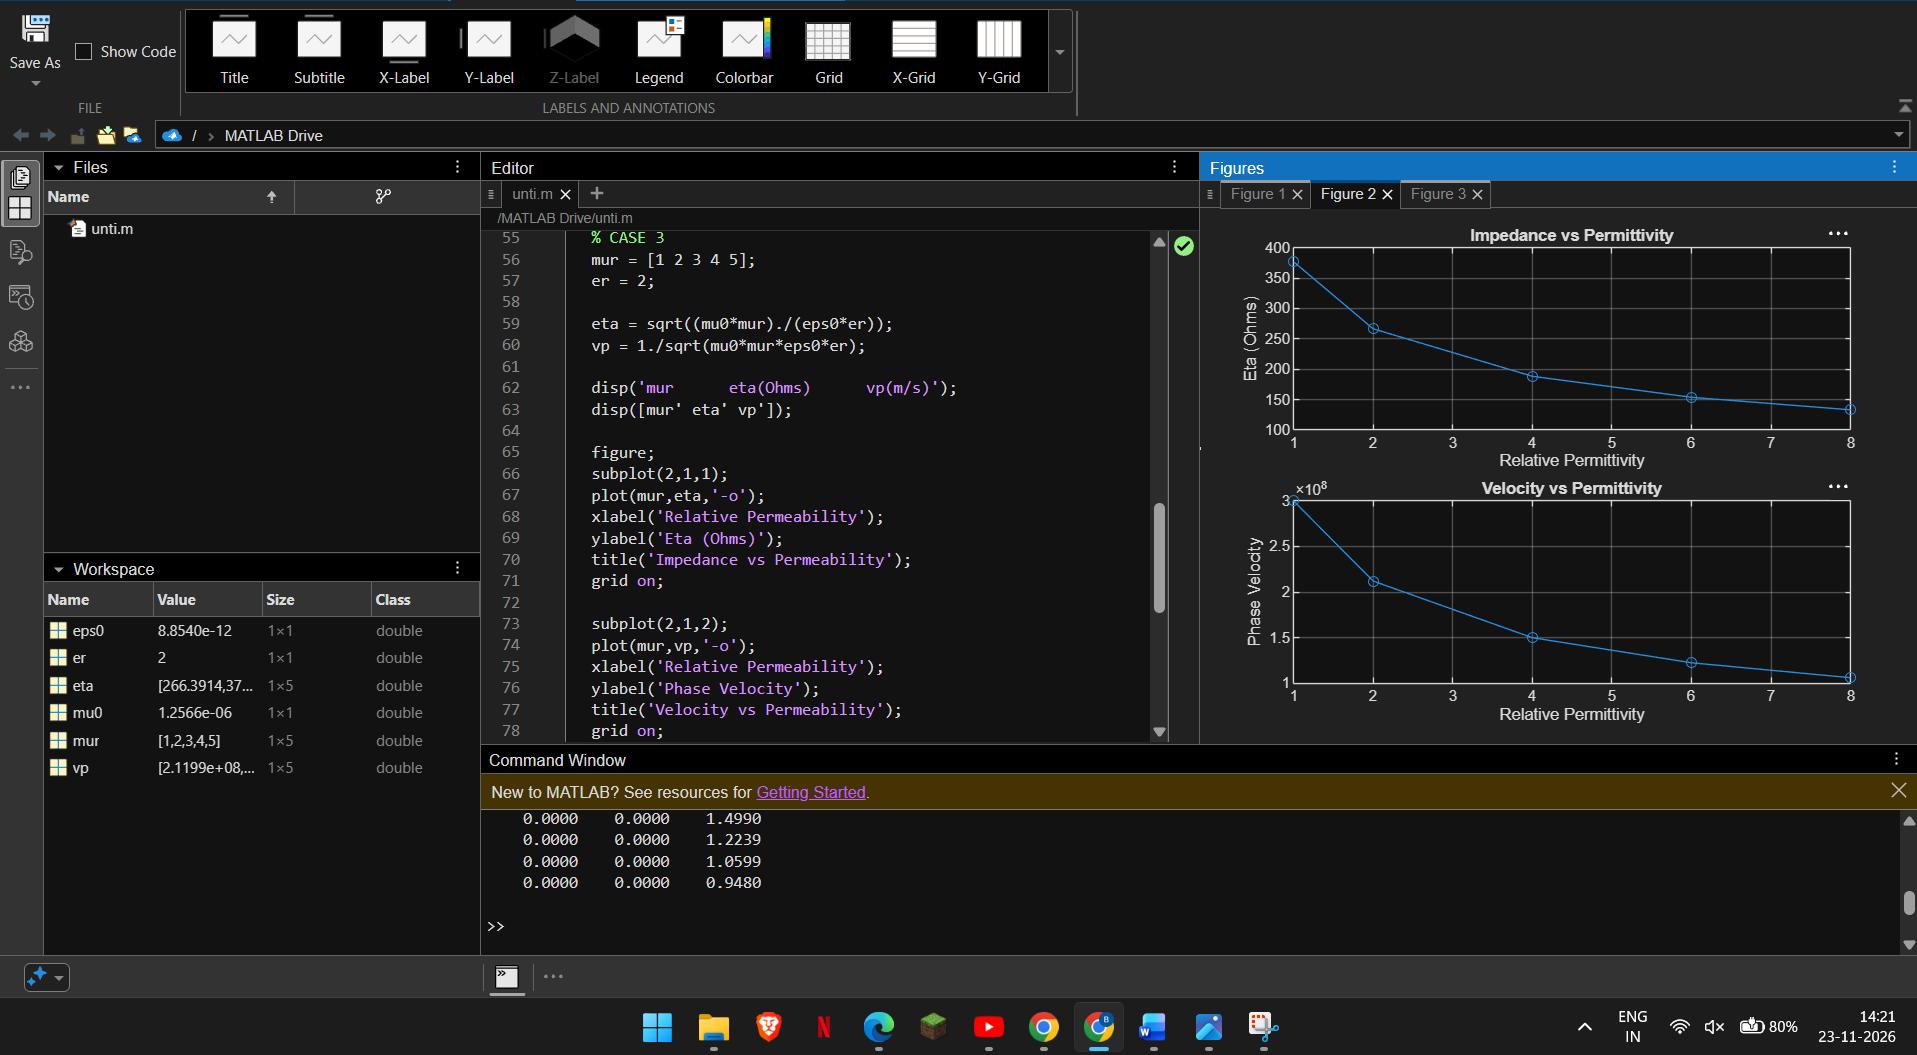 Save As
Show Code
FILE
Title
Subtitle
X-Label
Y-Label
Z-Label
Legend
Colorbar
Grid
X-Grid
Y-Grid
LABELS AND ANNOTATIONS
/ > MATLAB Drive
Files
Name
unti.m
Workspace
Name Value Size Class
eps0 8.8540e-12 1×1 double
er 2 1×1 double
eta [266.3914,37... 1×5 double
mu0 1.2566e-06 1×1 double
mur [1,2,3,4,5] 1×5 double
vp [2.1199e+08,... 1×5 double
Editor
unti.m
/MATLAB Drive/unti.m
55 % CASE 3
56 mur = [1 2 3 4 5];
57 er = 2;
58
59 eta = sqrt((mu0*mur)./(eps0*er));
60 vp = 1./sqrt(mu0*mur*eps0*er);
61
62 disp('mur      eta(Ohms)      vp(m/s)');
63 disp([mur' eta' vp']);
64
65 figure;
66 subplot(2,1,1);
67 plot(mur,eta,'-o');
68 xlabel('Relative Permeability');
69 ylabel('Eta (Ohms)');
70 title('Impedance vs Permeability');
71 grid on;
72
73 subplot(2,1,2);
74 plot(mur,vp,'-o');
75 xlabel('Relative Permeability');
76 ylabel('Phase Velocity');
77 title('Velocity vs Permeability');
78 grid on;
Figures
Figure 1 Figure 2 Figure 3
Impedance vs Permittivity
Eta (Ohms)
400
350
300
250
200
150
100
1 2 3 4 5 6 7 8
Relative Permittivity
Velocity vs Permittivity
×10^8
Phase Velocity
3
2.5
2
1.5
1
1 2 3 4 5 6 7 8
Relative Permittivity
Command Window
New to MATLAB? See resources for Getting Started.
0.0000 0.0000 1.4990
0.0000 0.0000 1.2239
0.0000 0.0000 1.0599
0.0000 0.0000 0.9480
>>
ENG
IN
80%
14:21
23-11-2026